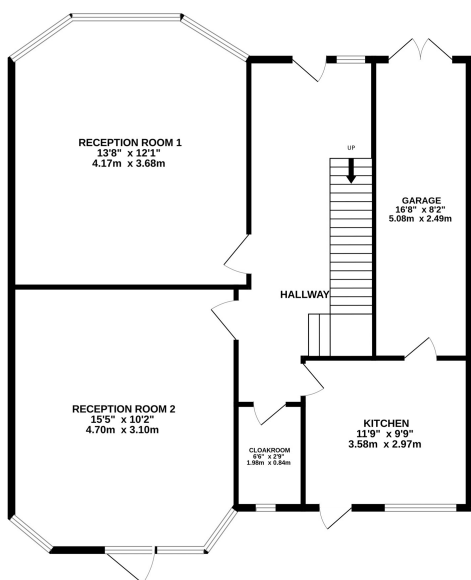 RECEPTION ROOM 1
13'8" x 12'1"
4.17m x 3.68m
UP
GARAGE
16'8" x 8'2"
5.08m x 2.49m
HALLWAY
RECEPTION ROOM 2
15'5" x 10'2"
4.70m x 3.10m
CLOAKROOM
6'6" x 2'9"
1.98m x 0.84m
KITCHEN
11'9" x 9'9"
3.58m x 2.97m